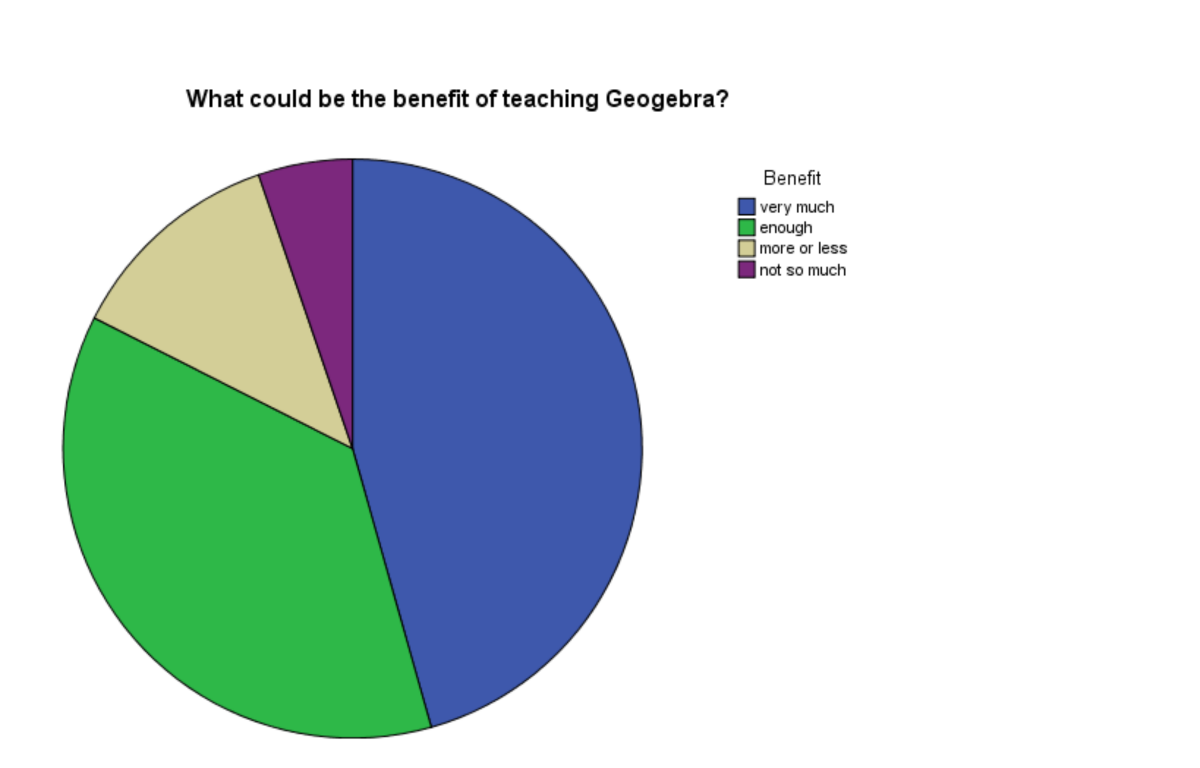 What could be the benefit of teaching Geogebra?
Benefit
very much
enough
more or less
not so much